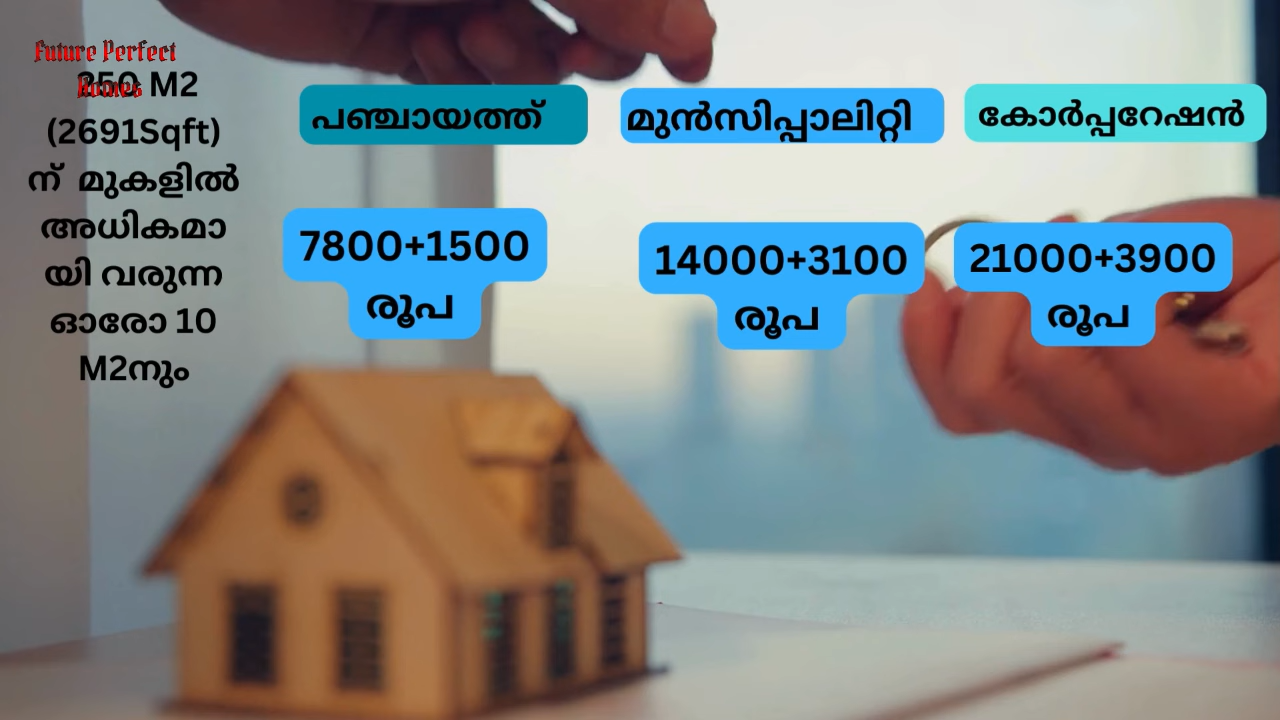 Future Perfect
Homes
250 M2
(2691Sqft)
ന് മുകളിൽ
അധികമാ
യി വരുന്ന
ഓരോ 10
M2നും
പഞ്ചായത്ത്
മുൻസിപ്പാലിറ്റി
കോർപ്പറേഷൻ
7800+1500
രൂപ
14000+3100
രൂപ
21000+3900
രൂപ